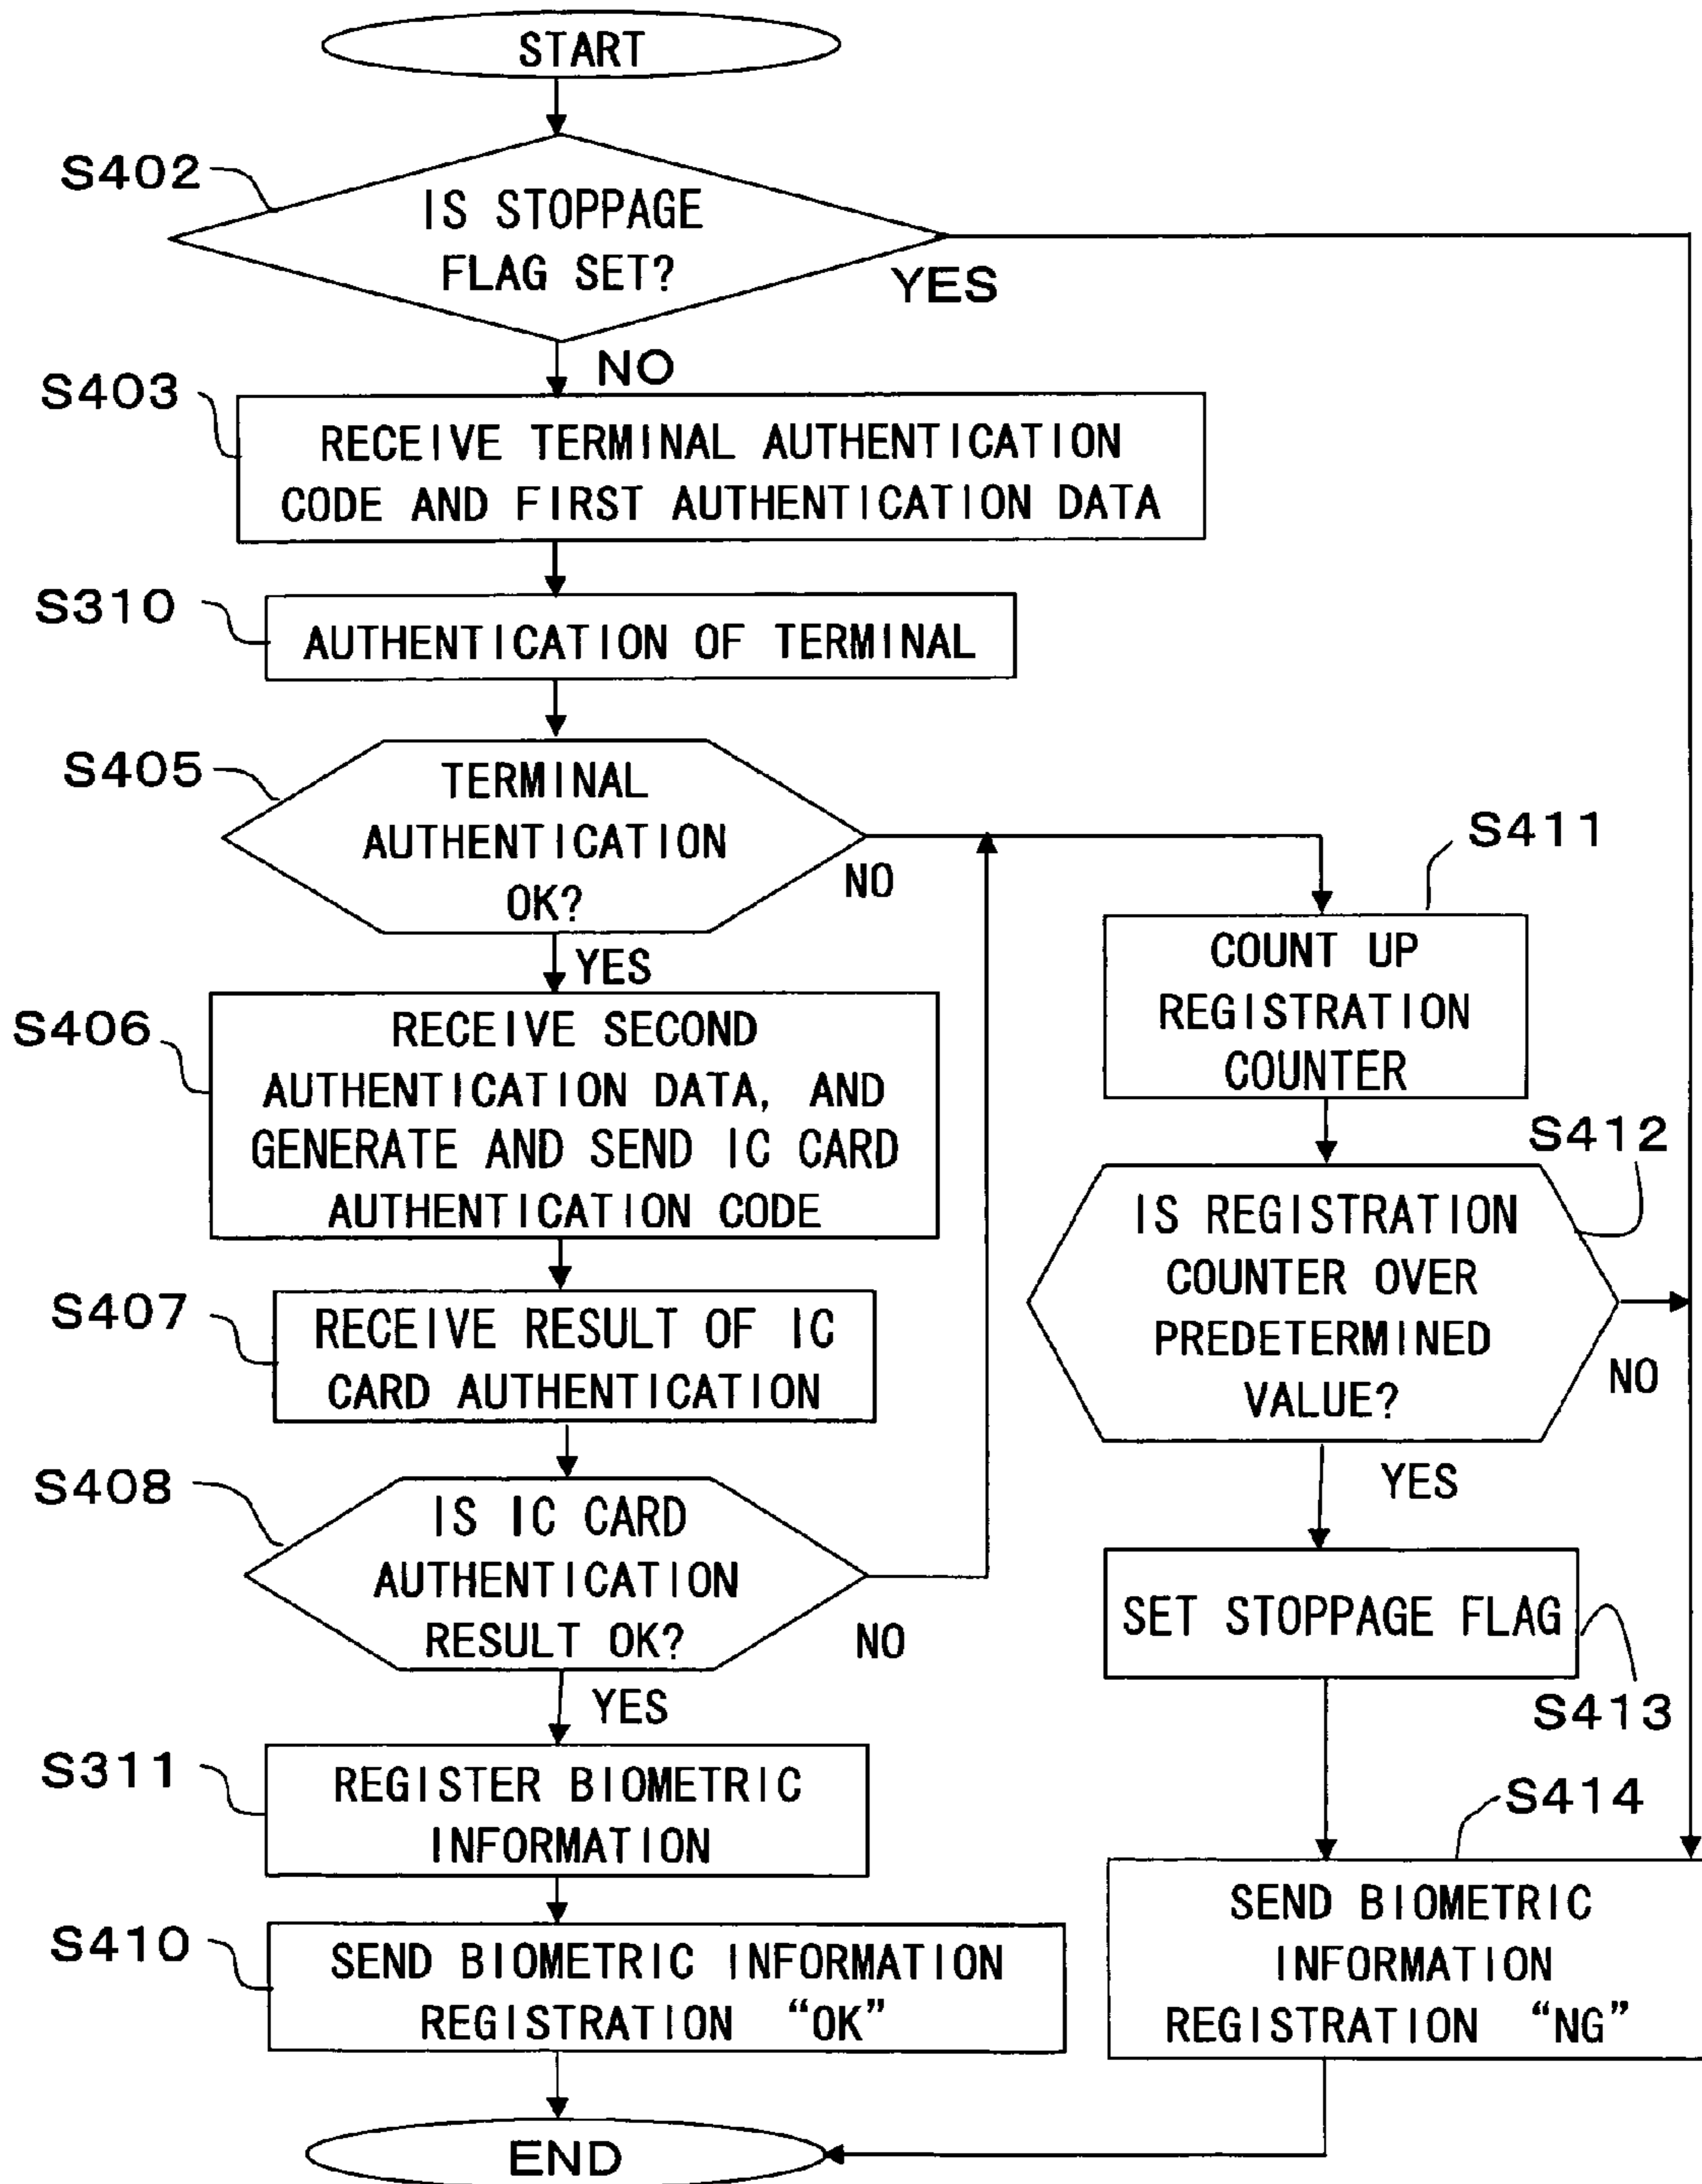 START
S402
IS STOPPAGE
FLAG SET?
YES
NO
S403
RECEIVE TERMINAL AUTHENTICATION
CODE AND FIRST AUTHENTICATION DATA
S310
AUTHENTICATION OF TERMINAL
S405
TERMINAL
AUTHENTICATION
OK?
NO
YES
S406
RECEIVE SECOND
AUTHENTICATION DATA, AND
GENERATE AND SEND IC CARD
AUTHENTICATION CODE
S407
RECEIVE RESULT OF IC
CARD AUTHENTICATION
S408
IS IC CARD
AUTHENTICATION
RESULT OK?
NO
YES
S311
REGISTER BIOMETRIC
INFORMATION
S410
SEND BIOMETRIC INFORMATION
REGISTRATION “OK”
S411
COUNT UP
REGISTRATION
COUNTER
S412
IS REGISTRATION
COUNTER OVER
PREDETERMINED
VALUE?
NO
YES
SET STOPPAGE FLAG
S413
S414
SEND BIOMETRIC
INFORMATION
REGISTRATION “NG”
END